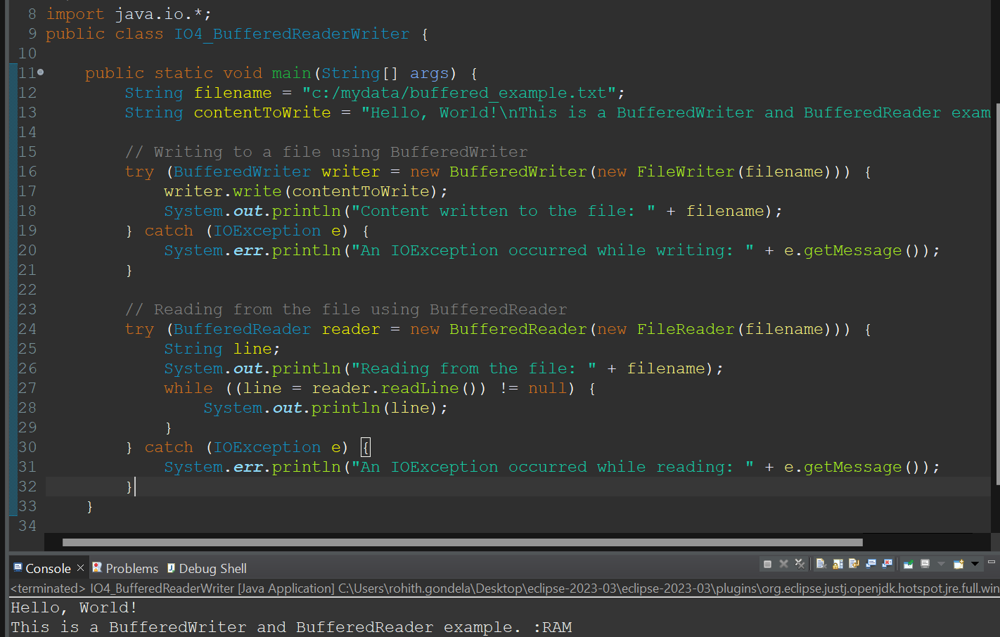 8 import java.io.*;
9 public class IO4_BufferedReaderWriter {
10
11 public static void main(String[] args) {
12 String filename = "c:/mydata/buffered_example.txt";
13 String contentToWrite = "Hello, World!\nThis is a BufferedWriter and BufferedReader exam
14
15 // Writing to a file using BufferedWriter
16 try (BufferedWriter writer = new BufferedWriter(new FileWriter(filename))) {
17 writer.write(contentToWrite);
18 System.out.println("Content written to the file: " + filename);
19 } catch (IOException e) {
20 System.err.println("An IOException occurred while writing: " + e.getMessage());
21 }
22
23 // Reading from the file using BufferedReader
24 try (BufferedReader reader = new BufferedReader(new FileReader(filename))) {
25 String line;
26 System.out.println("Reading from the file: " + filename);
27 while ((line = reader.readLine()) != null) {
28 System.out.println(line);
29 }
30 } catch (IOException e) {
31 System.err.println("An IOException occurred while reading: " + e.getMessage());
32 }
33 }
34
Console Problems Debug Shell
<terminated> IO4_BufferedReaderWriter [Java Application] C:\Users\rohith.gondela\Desktop\eclipse-2023-03\eclipse-2023-03\plugins\org.eclipse.justj.openjdk.hotspot.jre.full.win
Hello, World!
This is a BufferedWriter and BufferedReader example. :RAM